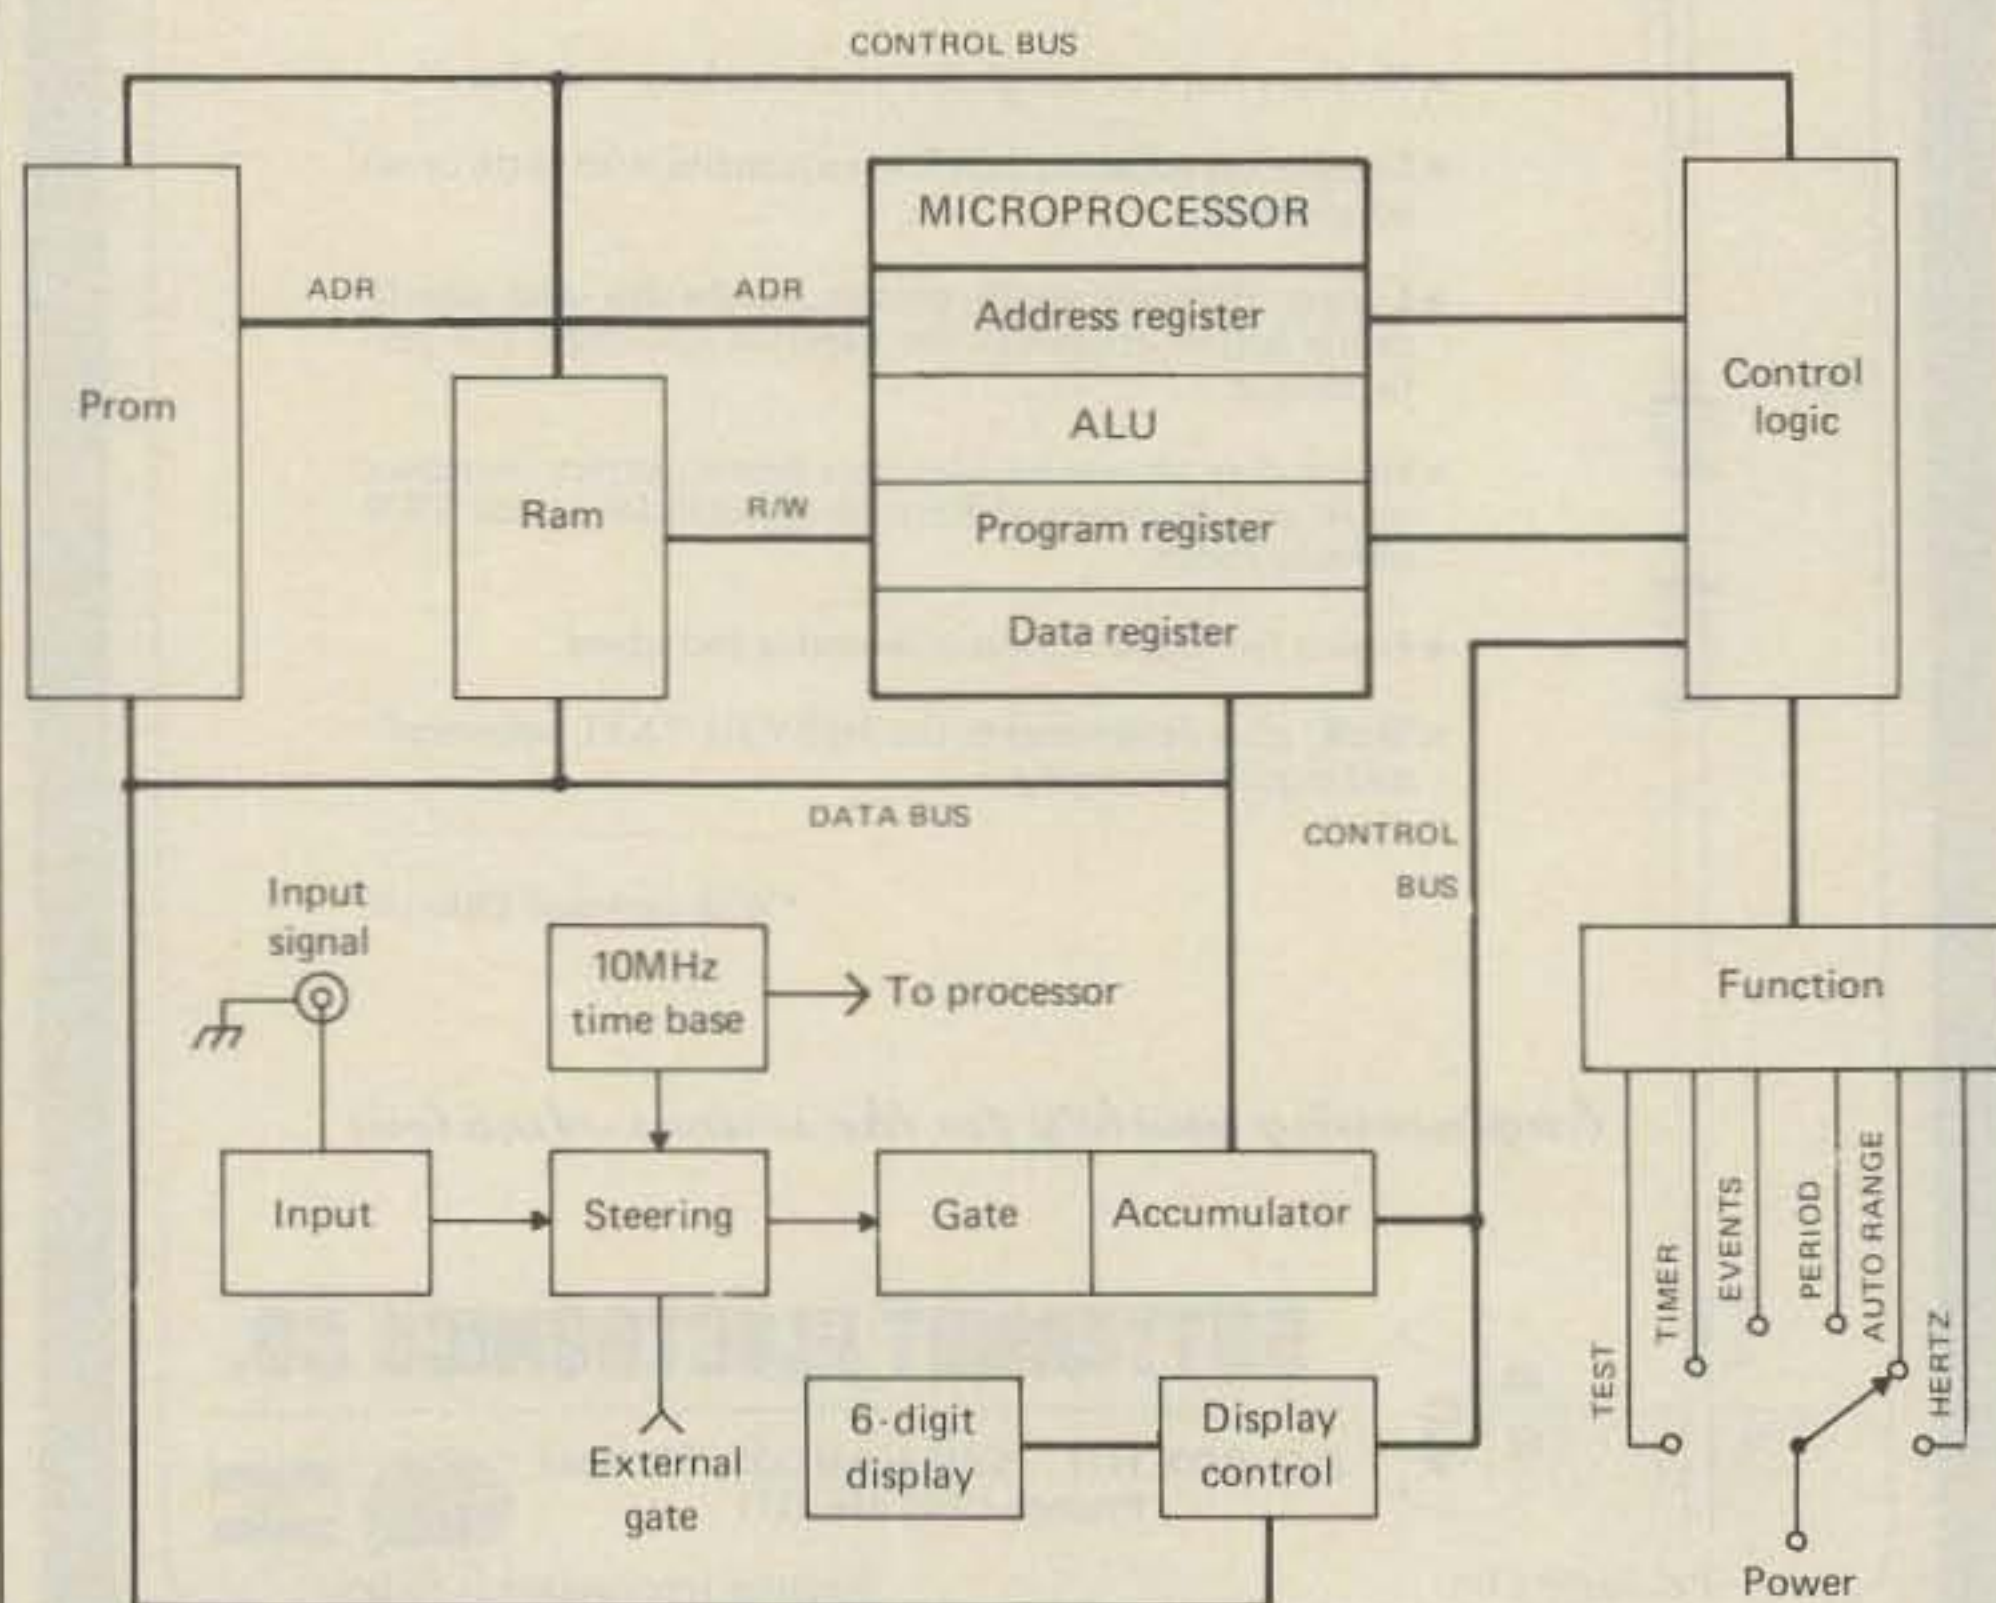 CONTROL BUS
MICROPROCESSOR
ADR
ADR
Address register
Control
logic
Prom
ALU
Ram
R/W
Program register
Data register
DATA BUS
CONTROL
BUS
Input
signal
10MHz
time base
To processor
Function
Input
Steering
Gate
Accumulator
TEST
TIMER
EVENTS
PERIOD
AUTO RANGE
HERTZ
External
gate
6-digit
display
Display
control
Power